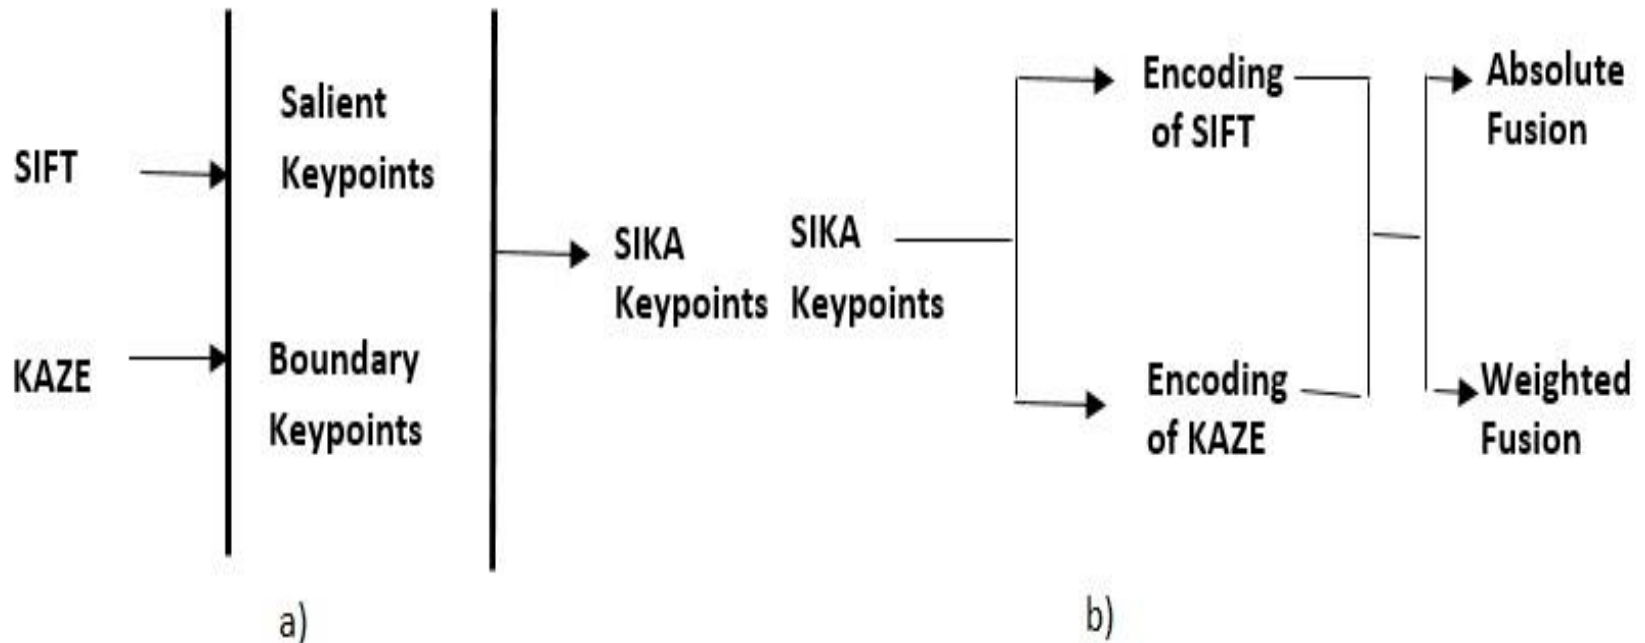 SIFT
KAZE
Salient
Keypoints
Boundary
Keypoints
SIKA
Keypoints
a)
SIKA
Keypoints
Encoding
of SIFT
Encoding
of KAZE
Absolute
Fusion
Weighted
Fusion
b)